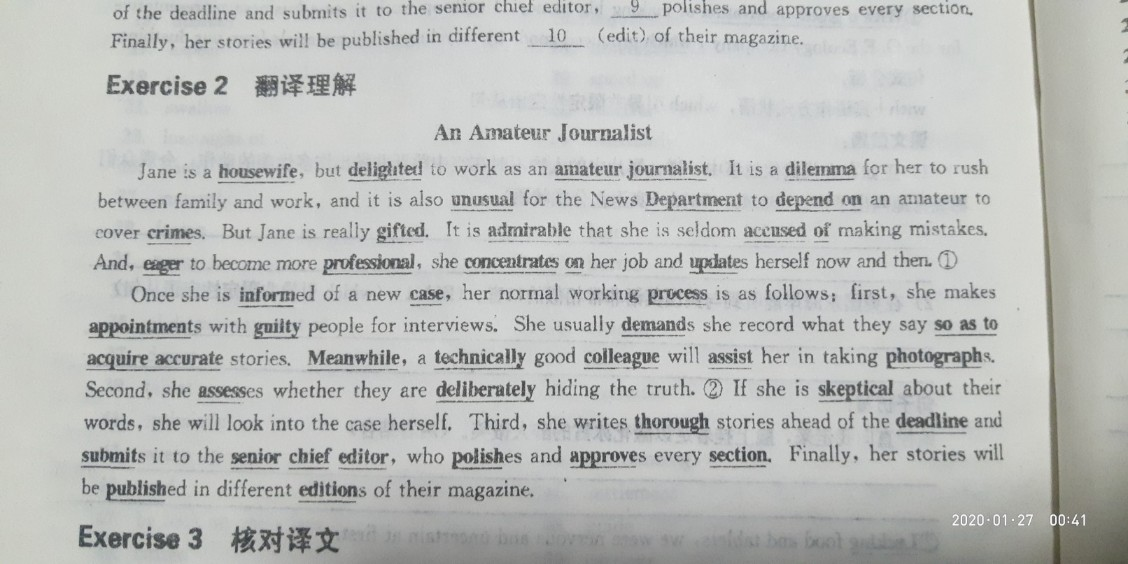 of the deadline and submits it to the senior chief editor, 9 polishes and approves every section.
Finally, her stories will be published in different 10 (edit) of their magazine.
Exercise 2 翻译理解
An Amateur Journalist
Jane is a housewife, but delighted to work as an amateur journalist. It is a dilemma for her to rush
between family and work, and it is also unusual for the News Department to depend on an amateur to
cover crimes. But Jane is really gifted. It is admirable that she is seldom accused of making mistakes.
And, eager to become more professional, she concentrates on her job and updates herself now and then. ①
Once she is informed of a new case, her normal working process is as follows: first, she makes
appointments with guilty people for interviews. She usually demands she record what they say so as to
acquire accurate stories. Meanwhile, a technically good colleague will assist her in taking photographs.
Second, she assesses whether they are deliberately hiding the truth. ② If she is skeptical about their
words, she will look into the case herself. Third, she writes thorough stories ahead of the deadline and
submits it to the senior chief editor, who polishes and approves every section. Finally, her stories will
be published in different editions of their magazine.
Exercise 3 核对译文
2020·01·27 00:41